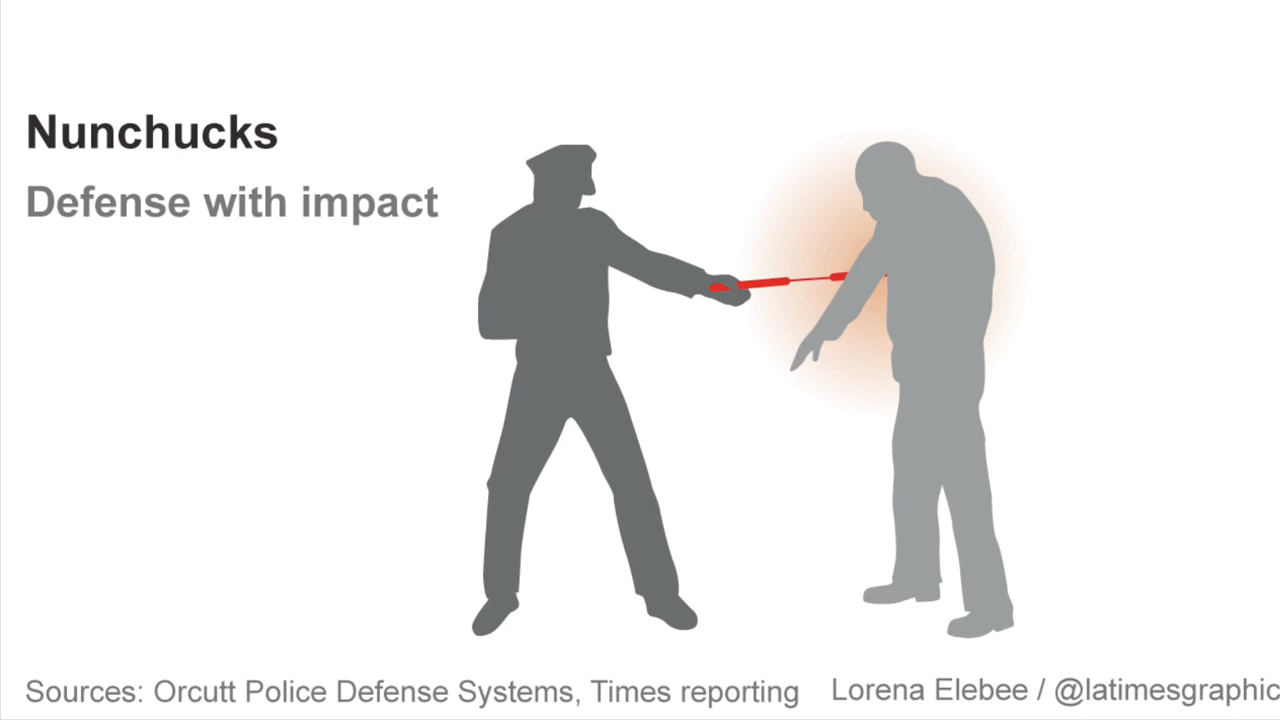 Nunchucks
Defense with impact
Sources: Orcutt Police Defense Systems, Times reporting
Lorena Elebee / @latimesgraphic